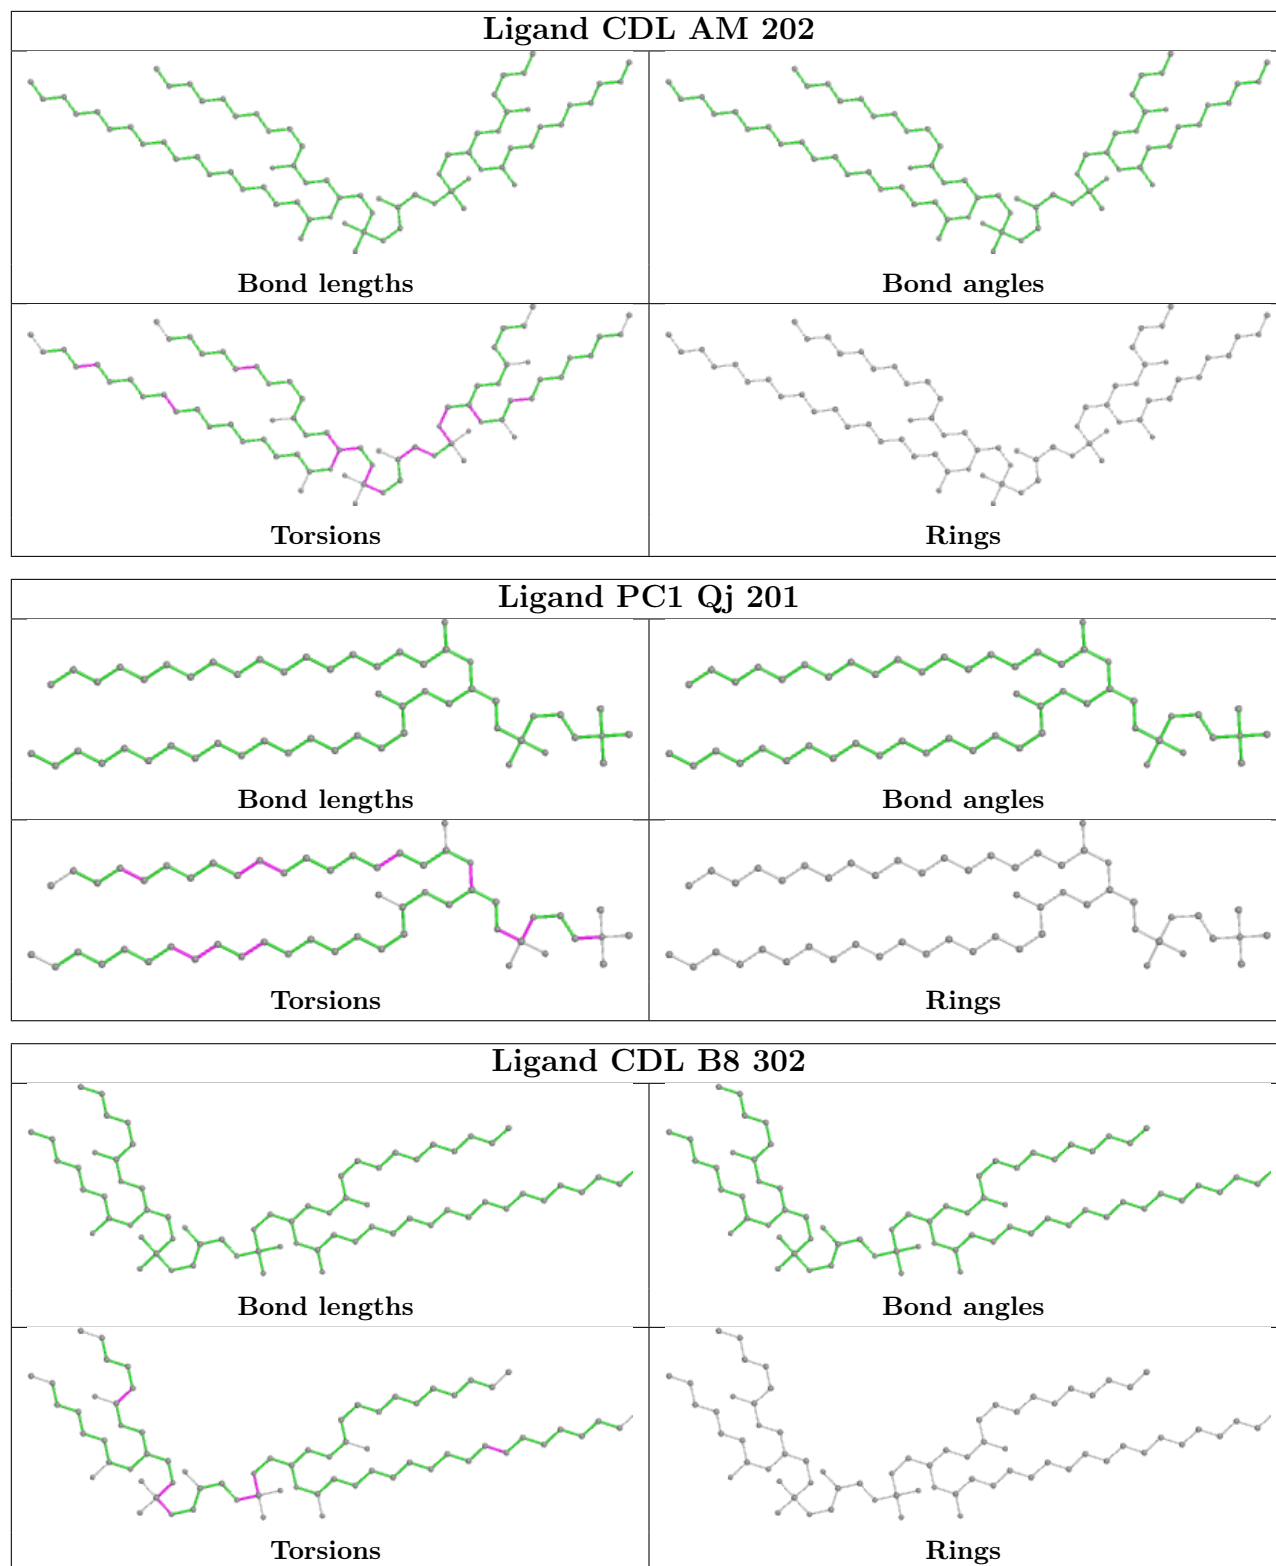 Ligand CDL AM 202
Bond lengths
Bond angles
Torsions
Rings
Ligand PC1 Qj 201
Bond lengths
Bond angles
Torsions
Rings
Ligand CDL B8 302
Bond lengths
Bond angles
Torsions
Rings